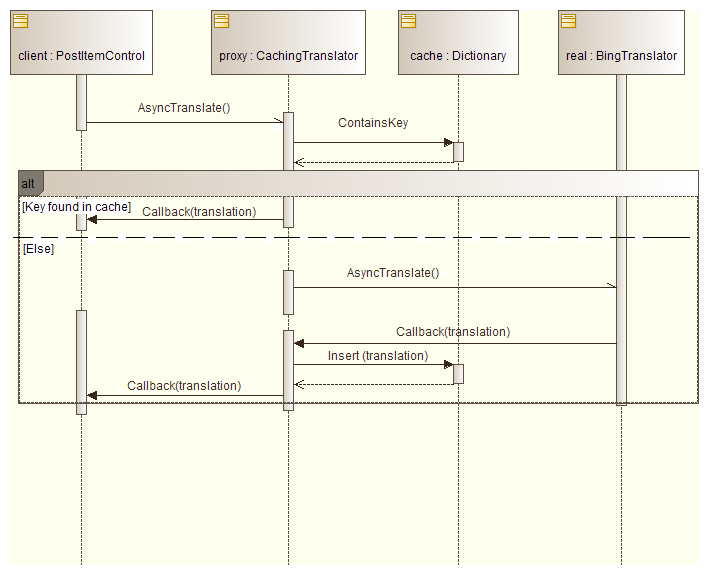 client : PostItemControl
proxy : CachingTranslator
cache : Dictionary
real : BingTranslator
AsyncTranslate()
ContainsKey
alt
[Key found in cache]
Callback(translation)
[Else]
AsyncTranslate()
Callback(translation)
Insert (translation)
Callback(translation)